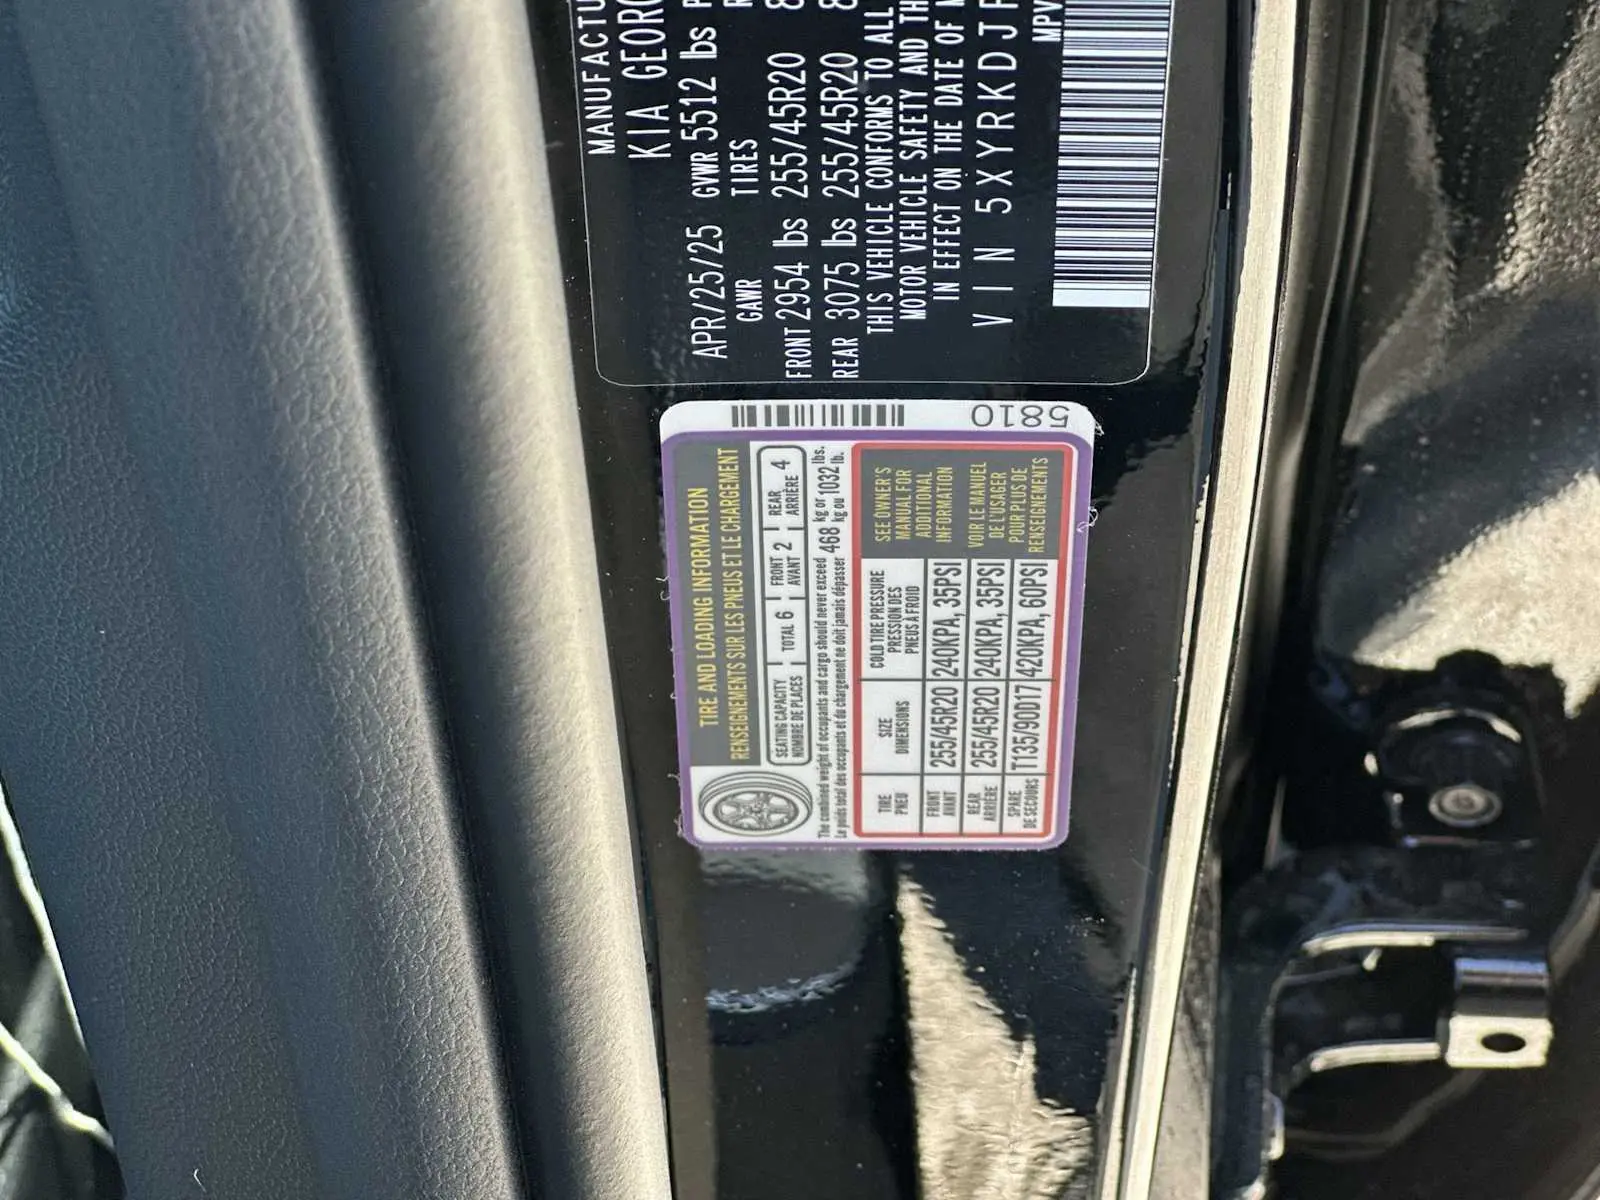 MANUFACTU
KIA GEORG
APR/25/25 GVWR 5512 lbs
GAWR TIRES
FRONT 2954 lbs 255/45R20 8
REAR 3075 lbs 255/45R20 8
THIS VEHICLE CONFORMS TO ALL
MOTOR VEHICLE SAFETY AND TH
IN EFFECT ON THE DATE OF
VIN 5XYRKDJF
MPV
5810
TIRE AND LOADING INFORMATION
RENSEIGNEMENTS SUR LES PNEUS ET LE CHARGEMENT
SEATING CAPACITY TOTAL 6 FRONT 2 REAR 4
NOMBRE DE PLACES AVANT ARRIÈRE
The combined weight of occupants and cargo should never exceed 468 kg or 1032 lbs.
Le poids total des occupants et du chargement ne doit jamais dépasser kg ou lb.
TIRE SIZE COLD TIRE PRESSURE
PNEU DIMENSIONS PRESSION DES
PNEUS À FROID
FRONT 255/45R20 240KPA, 35PSI
AVANT
REAR 255/45R20 240KPA, 35PSI
ARRIÈRE
SPARE T135/90D17 420KPA, 60PSI
DE SECOURS
SEE OWNER'S
MANUAL FOR
ADDITIONAL
INFORMATION
VOIR LE MANUEL
DE L'USAGER
POUR PLUS DE
RENSEIGNEMENTS